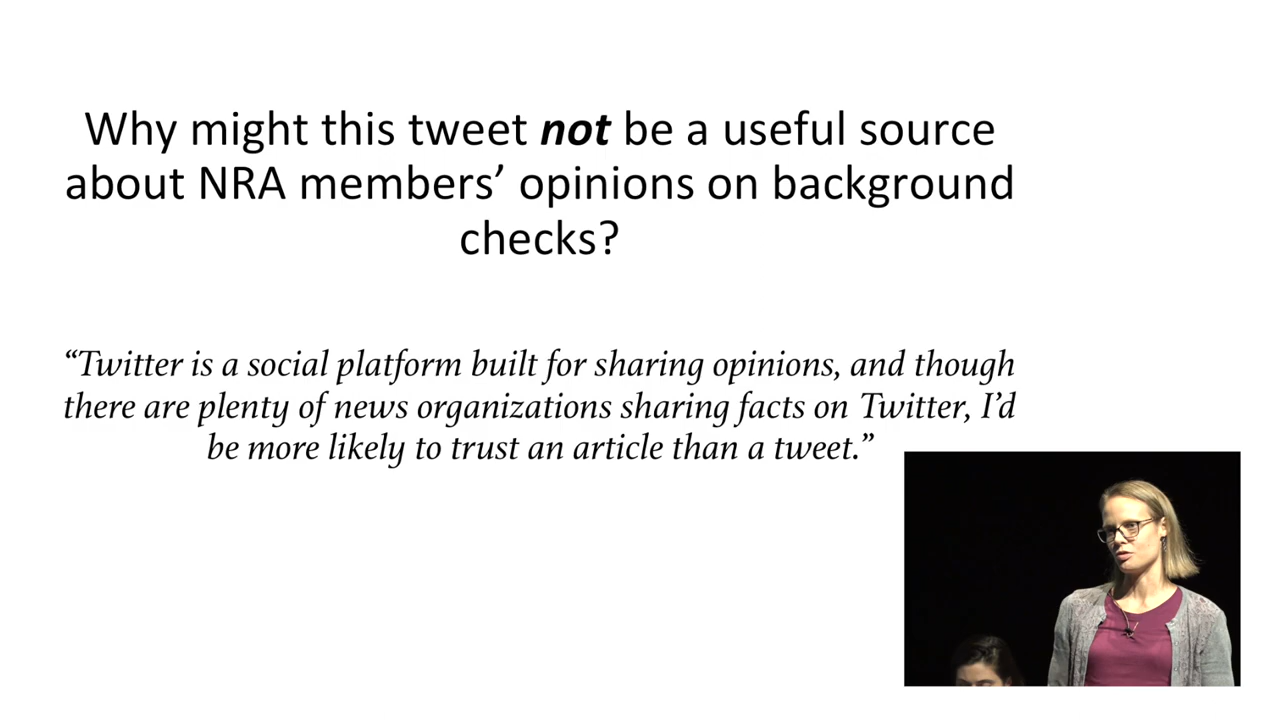 Why might this tweet not be a useful source
about NRA members’ opinions on background
checks?
“Twitter is a social platform built for sharing opinions, and though
there are plenty of news organizations sharing facts on Twitter, I’d
be more likely to trust an article than a tweet.”